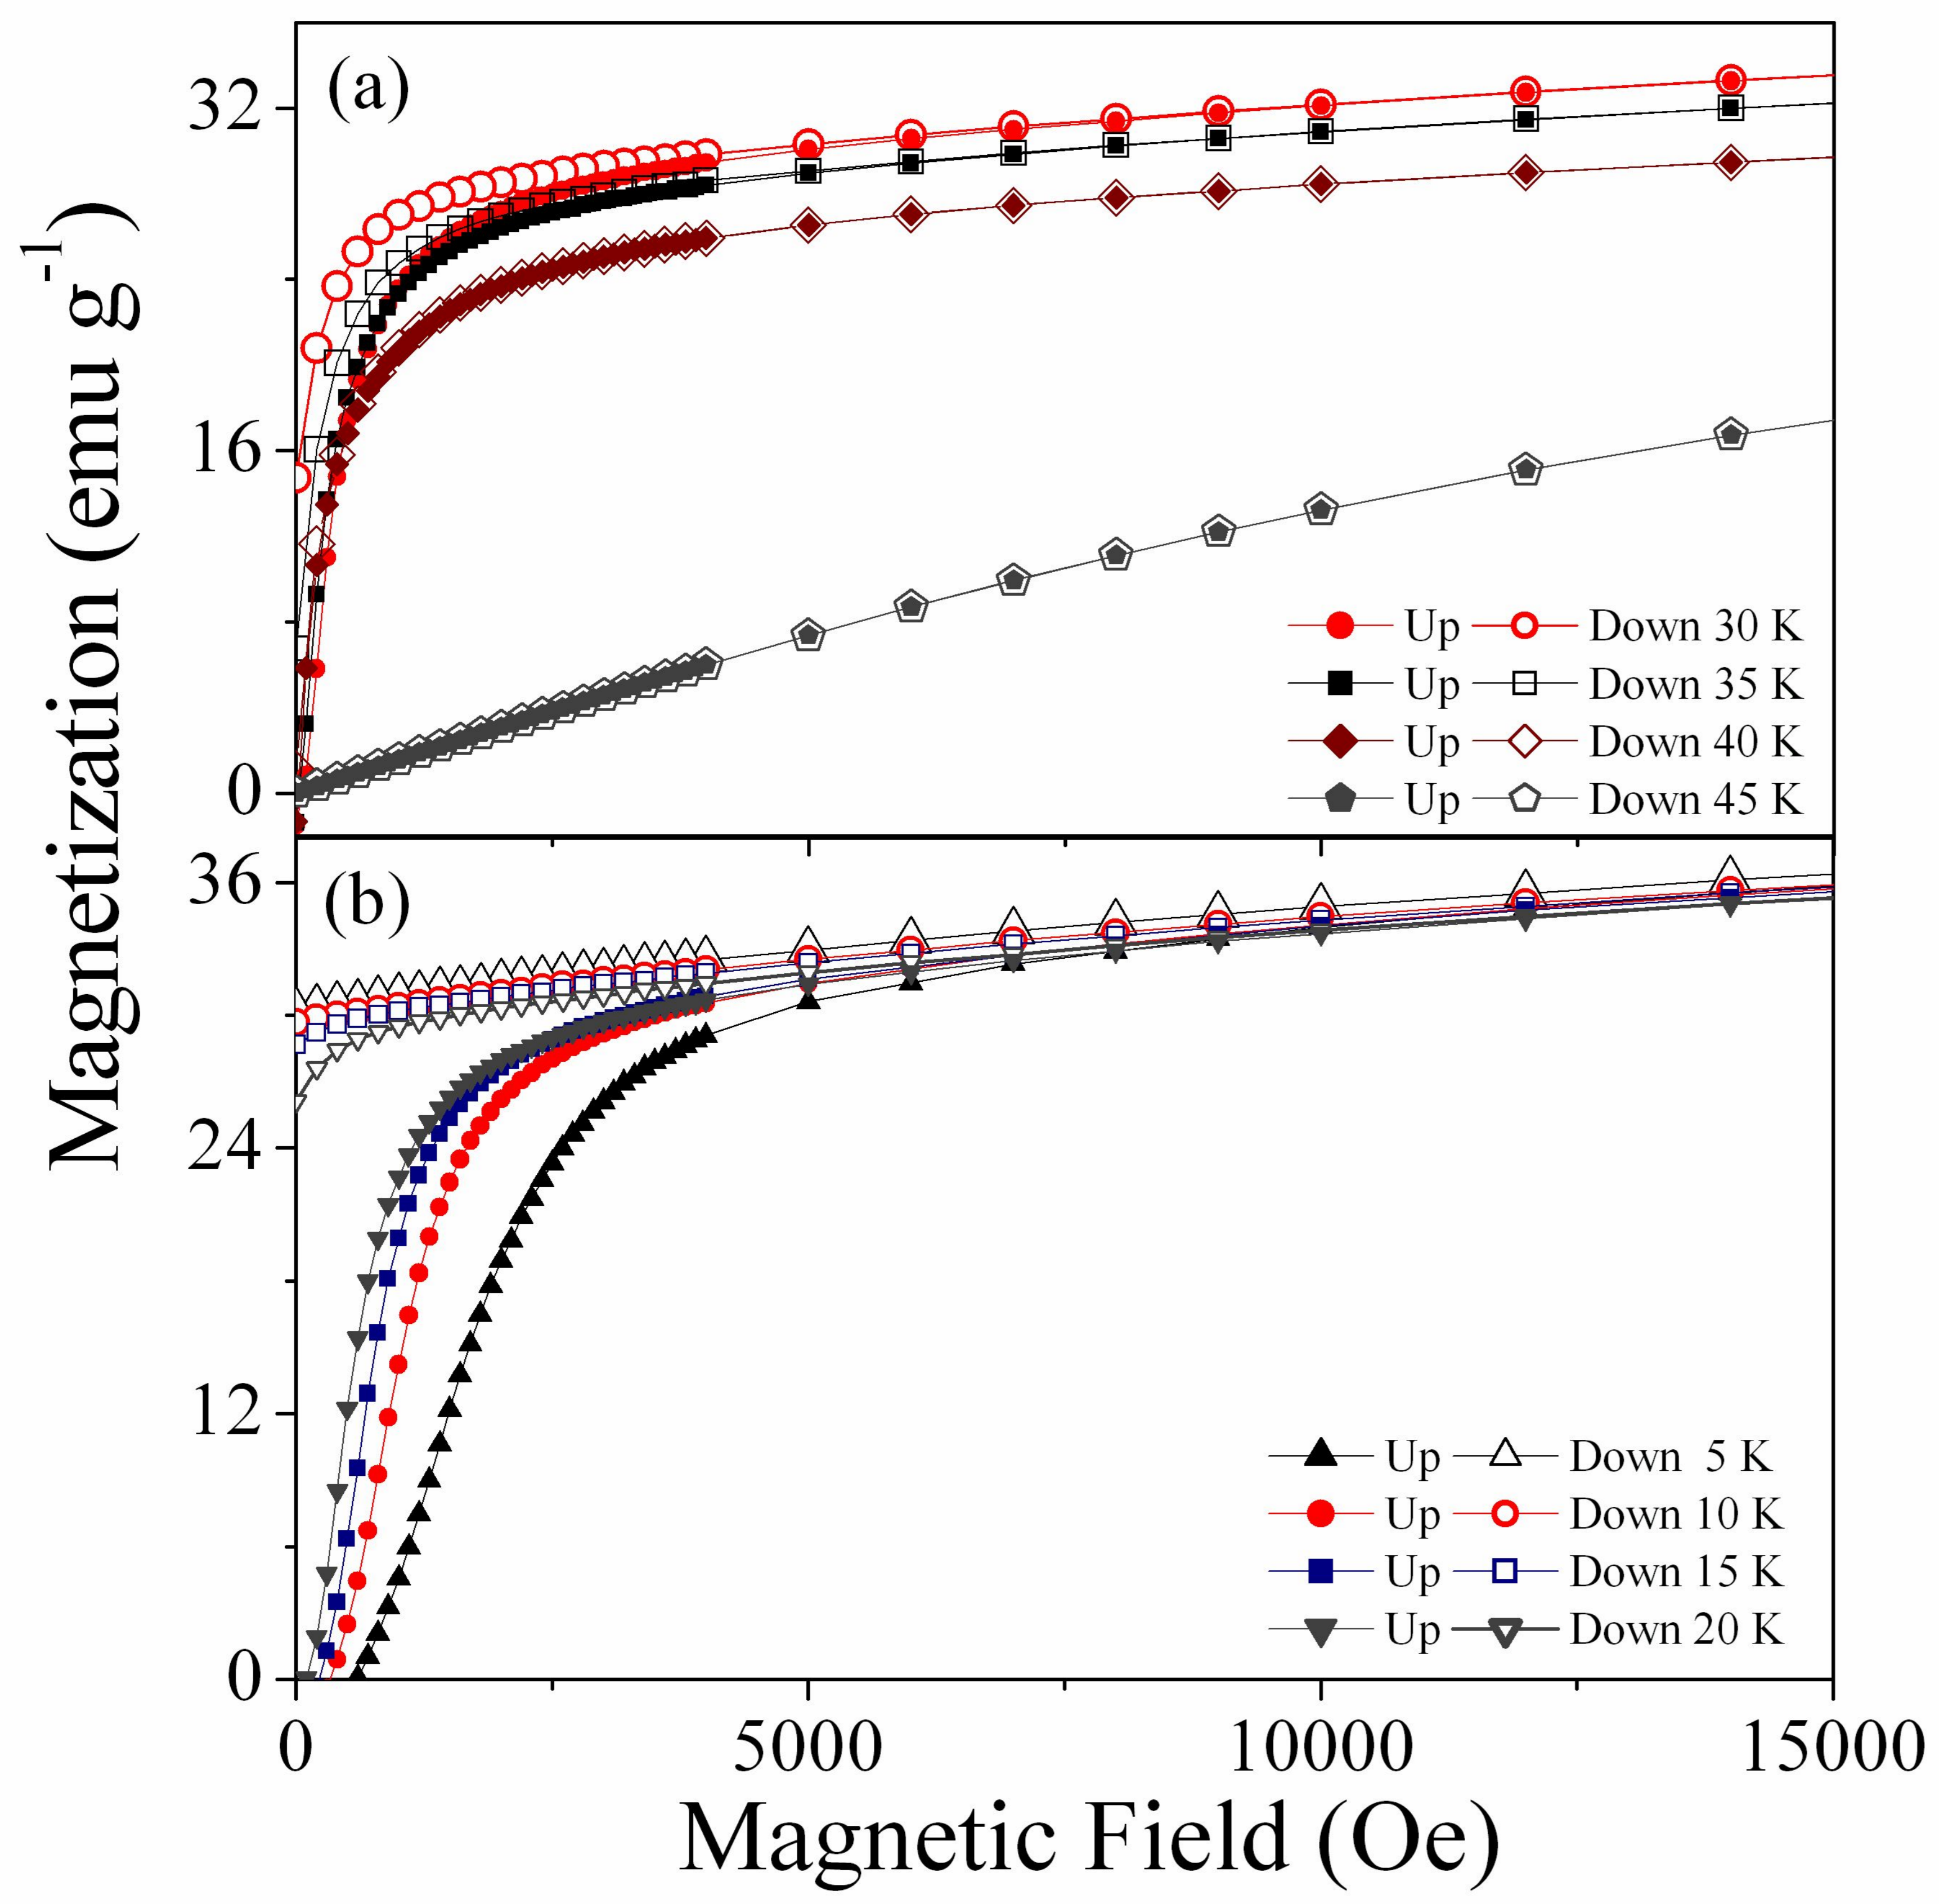 Magnetization (emu g-1)
(a)
32
16
0
Up Down 30 K
Up Down 35 K
Up Down 40 K
Up Down 45 K
(b)
36
24
12
0
Up Down 5 K
Up Down 10 K
Up Down 15 K
Up Down 20 K
0 5000 10000 15000
Magnetic Field (Oe)